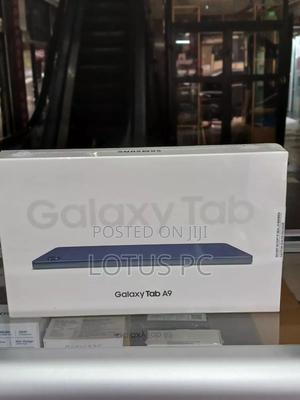 SAMSUNG
Galaxy Tab
POSTED ON JIJI
LOTUS PC
Galaxy Tab A9